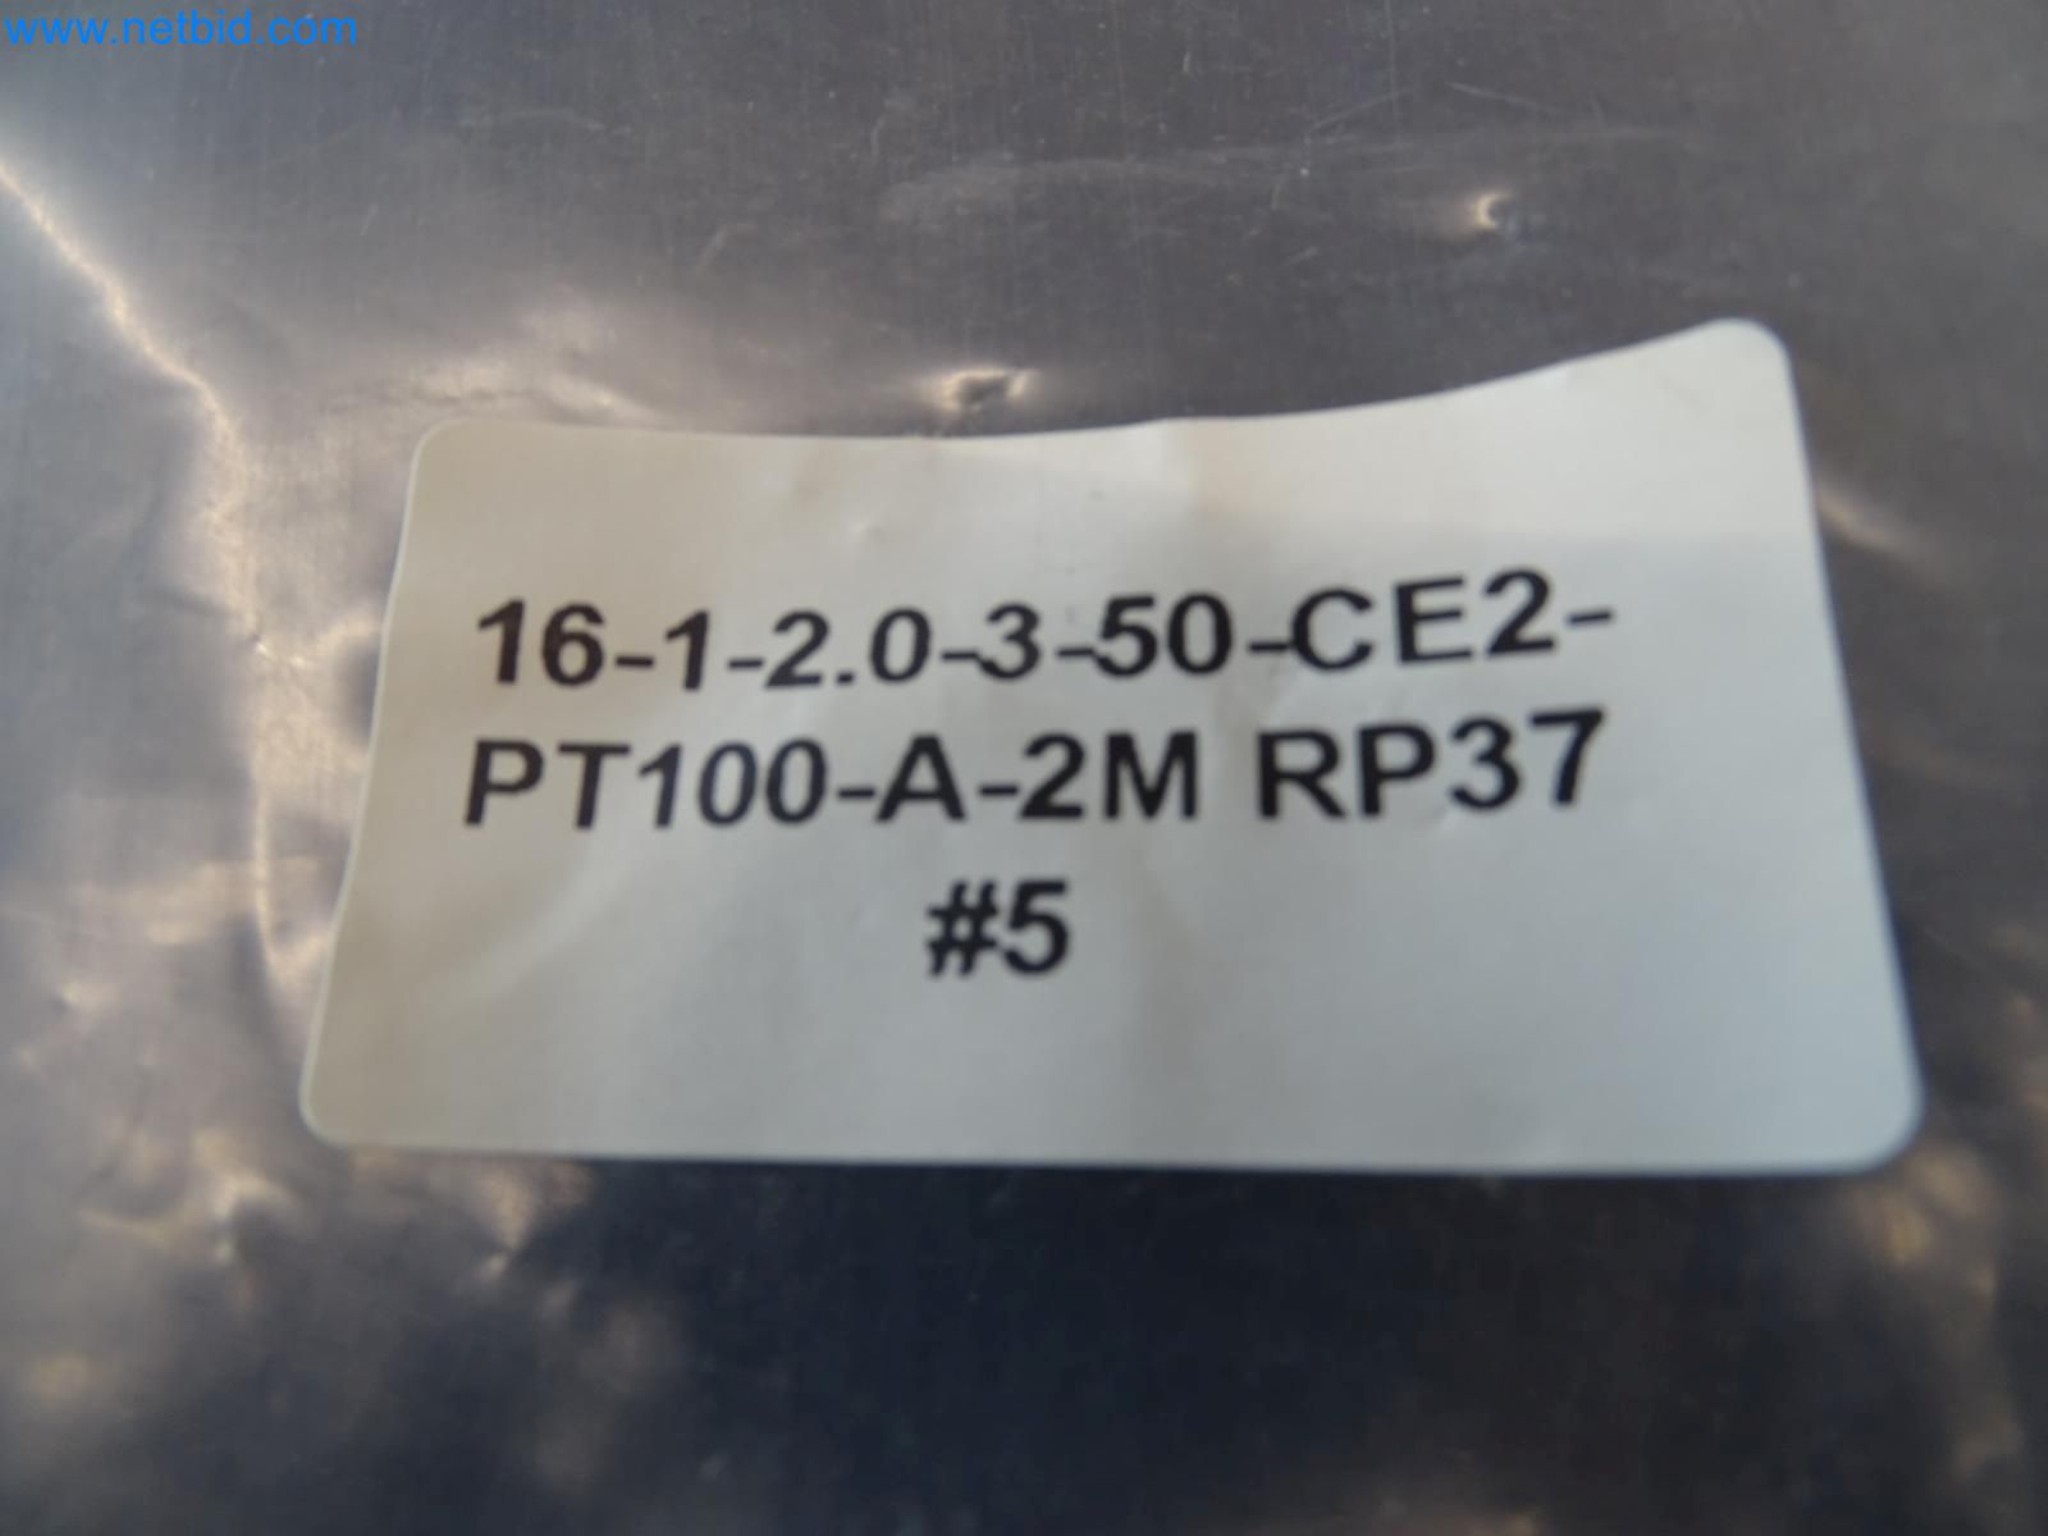 www.netbid.com
16-1-2.0-3-50-CE2-
PT100-A-2M RP37
#5